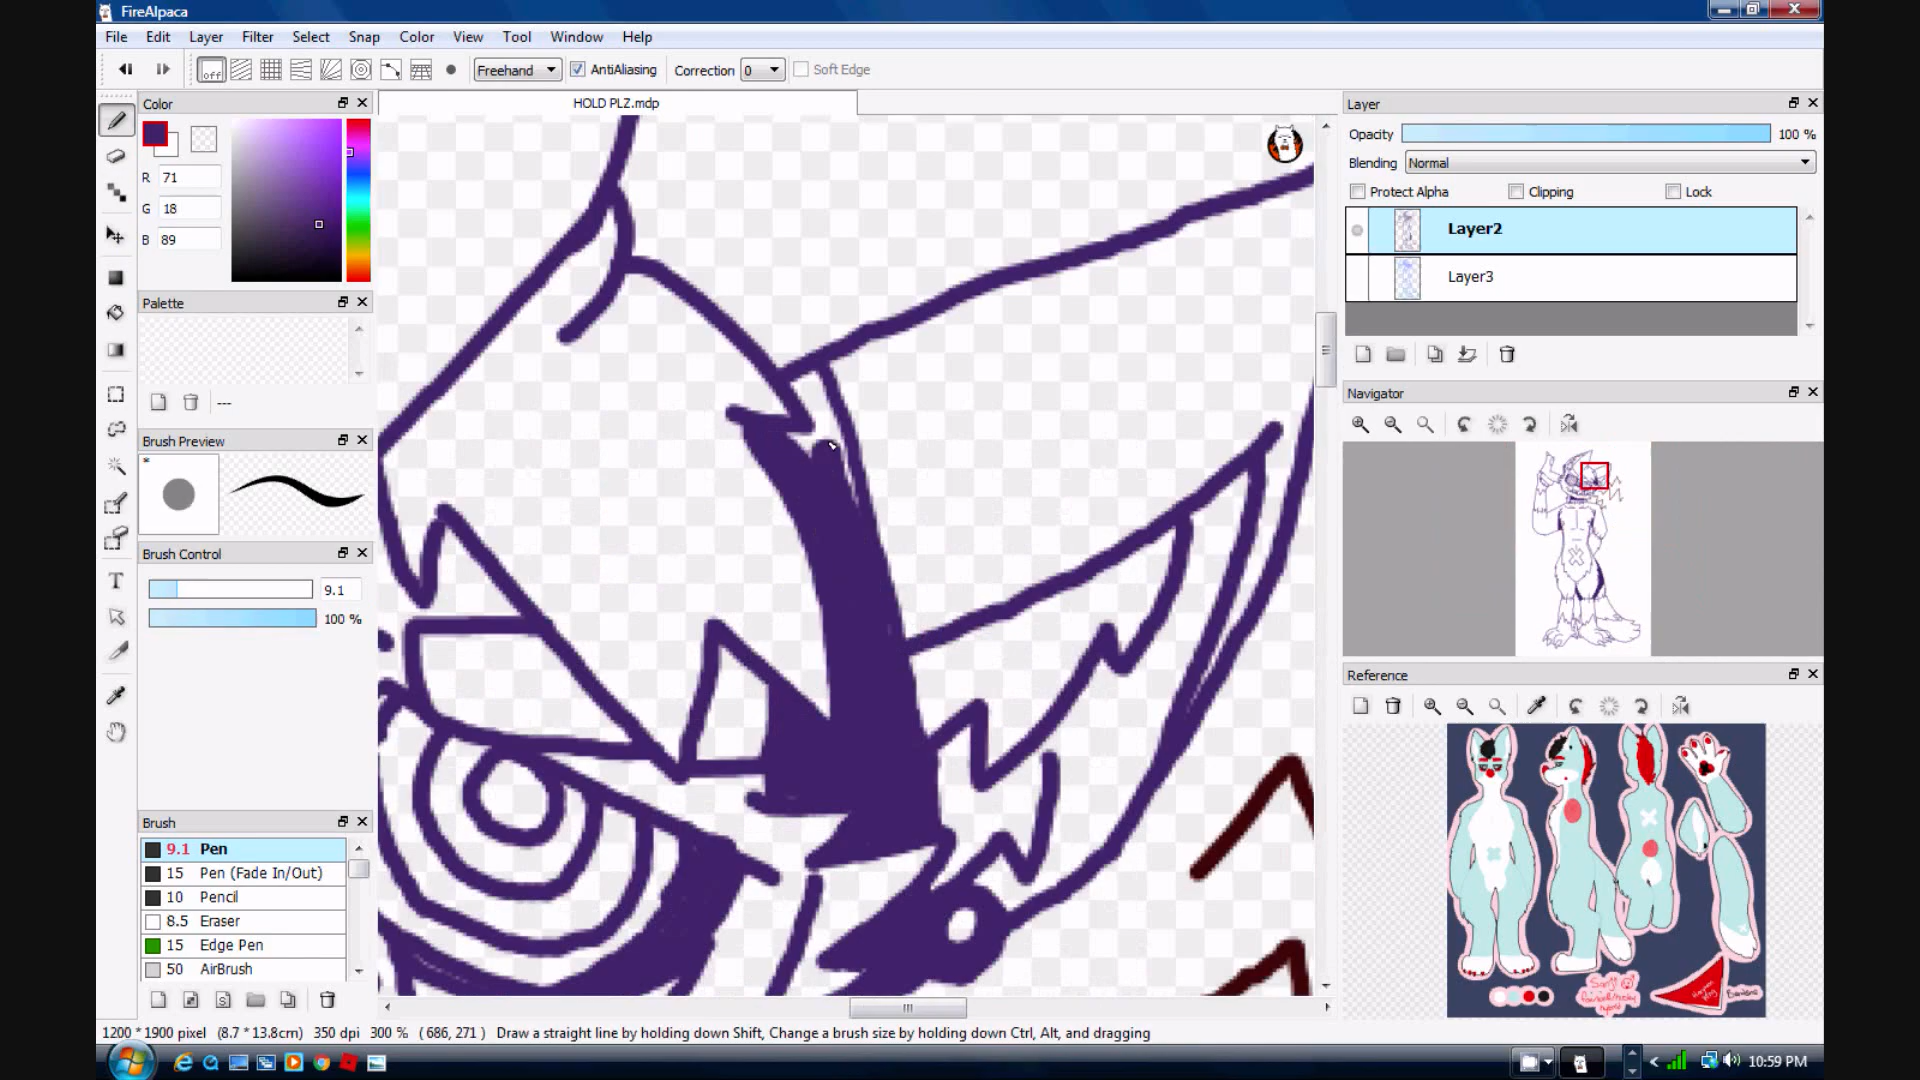 FireAlpaca
File Edit Layer Filter Select Snap Color View Tool Window Help
off Freehand AntiAliasing Correction 0 Soft Edge
Color
HOLD PLZ.mdp
Layer
Opacity 100 %
Blending Normal
R 71
Protect Alpha Clipping Lock
G 18
Layer2
B 89
Layer3
Palette
---
Navigator
Brush Preview
*
Brush Control
9.1
100 %
Reference
Brush
9.1 Pen
15 Pen (Fade In/Out)
10 Pencil
8.5 Eraser
15 Edge Pen
50 AirBrush
1200 * 1900 pixel (8.7 * 13.8cm) 350 dpi 300 % ( 686, 271 ) Draw a straight line by holding down Shift, Change a brush size by holding down Ctrl, Alt, and dragging
10:59 PM